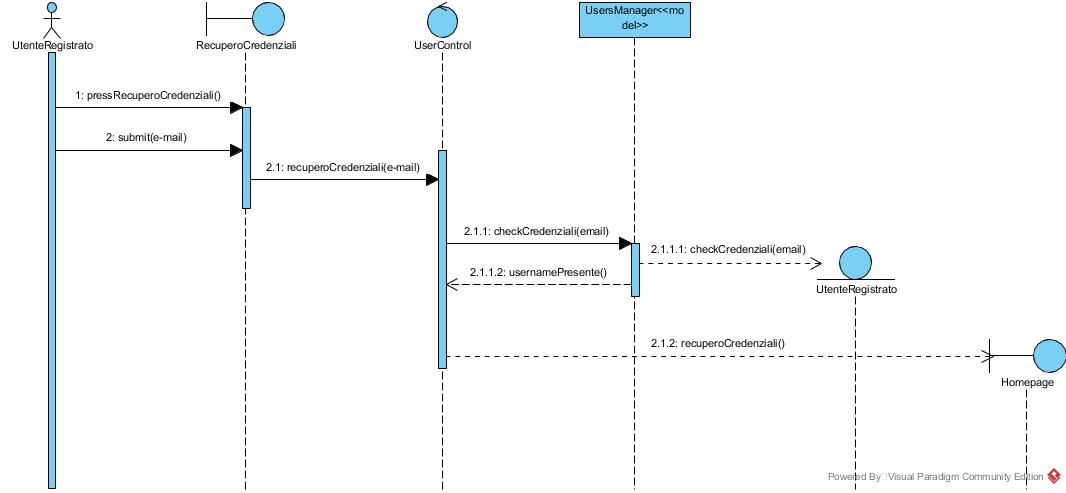 UtenteRegistrato
RecuperoCredenziali
UserControl
UsersManager<<mo
del>>
1: pressRecuperoCredenziali()
2: submit(e-mail)
2.1: recuperoCredenziali(e-mail)
2.1.1: checkCredenziali(email)
2.1.1.1: checkCredenziali(email)
2.1.1.2: usernamePresente()
UtenteRegistrato
2.1.2: recuperoCredenziali()
Homepage
Powered By Visual Paradigm Community Edition